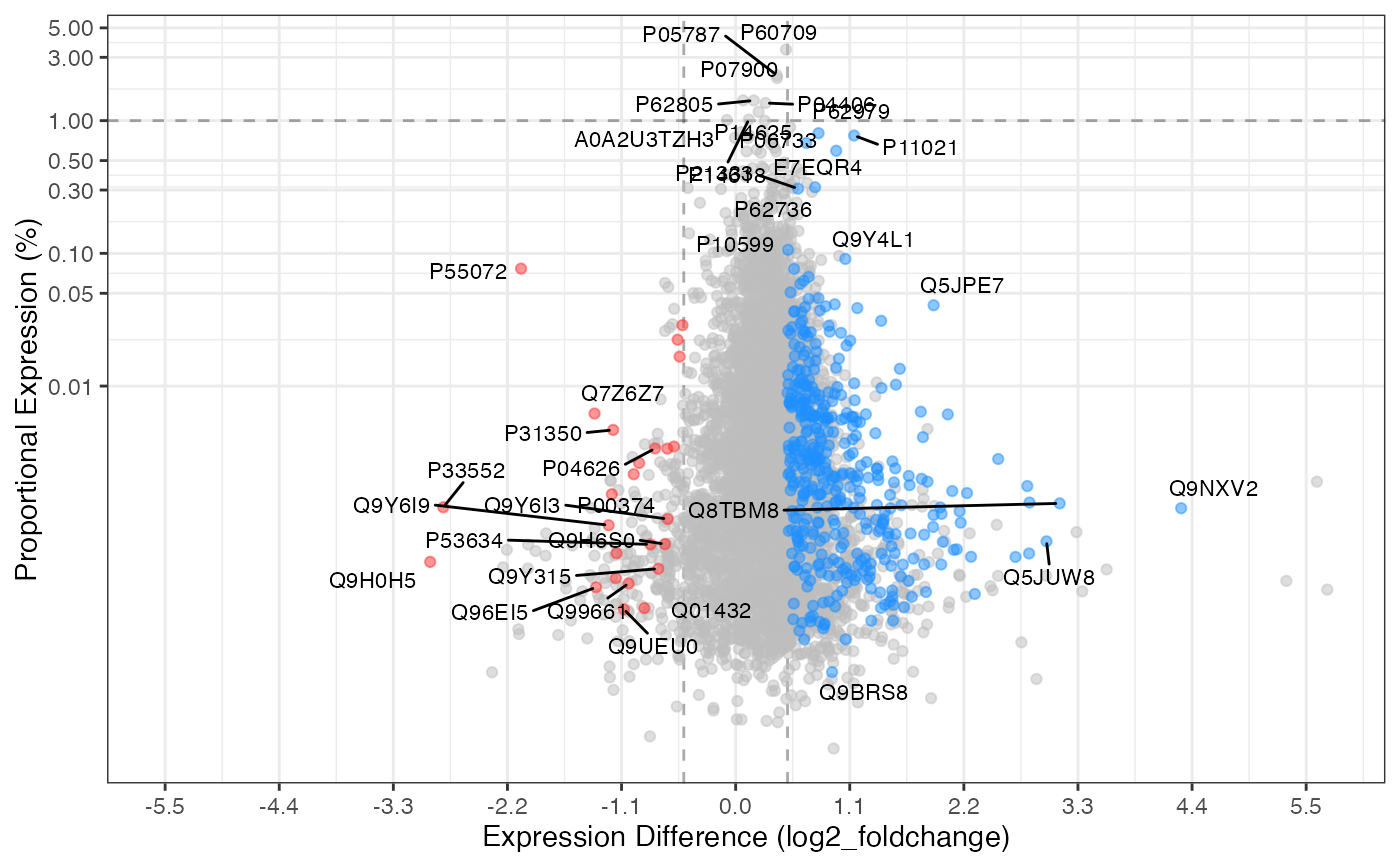 5.00
3.00
1.00
0.50
0.30
0.10
0.05
0.01
Proportional Expression (%)
P05787
P60709
P07900
P62805
P04406
P62979
A0A2U3TZH3
P14625
P06733
P11021
P21333
P14618
E7EQR4
P62736
P10599
Q9Y4L1
P55072
Q5JPE7
Q7Z6Z7
P31350
P04626
P33552
Q9Y6I9
Q9Y6I3
P00374
Q8TBM8
Q9NXV2
P53634
Q9H6S0
Q9H0H5
Q9Y315
Q5JUW8
Q96EI5
Q99661
Q01432
Q9UEU0
Q9BRS8
-5.5
-4.4
-3.3
-2.2
-1.1
0.0
1.1
2.2
3.3
4.4
5.5
Expression Difference (log2_foldchange)